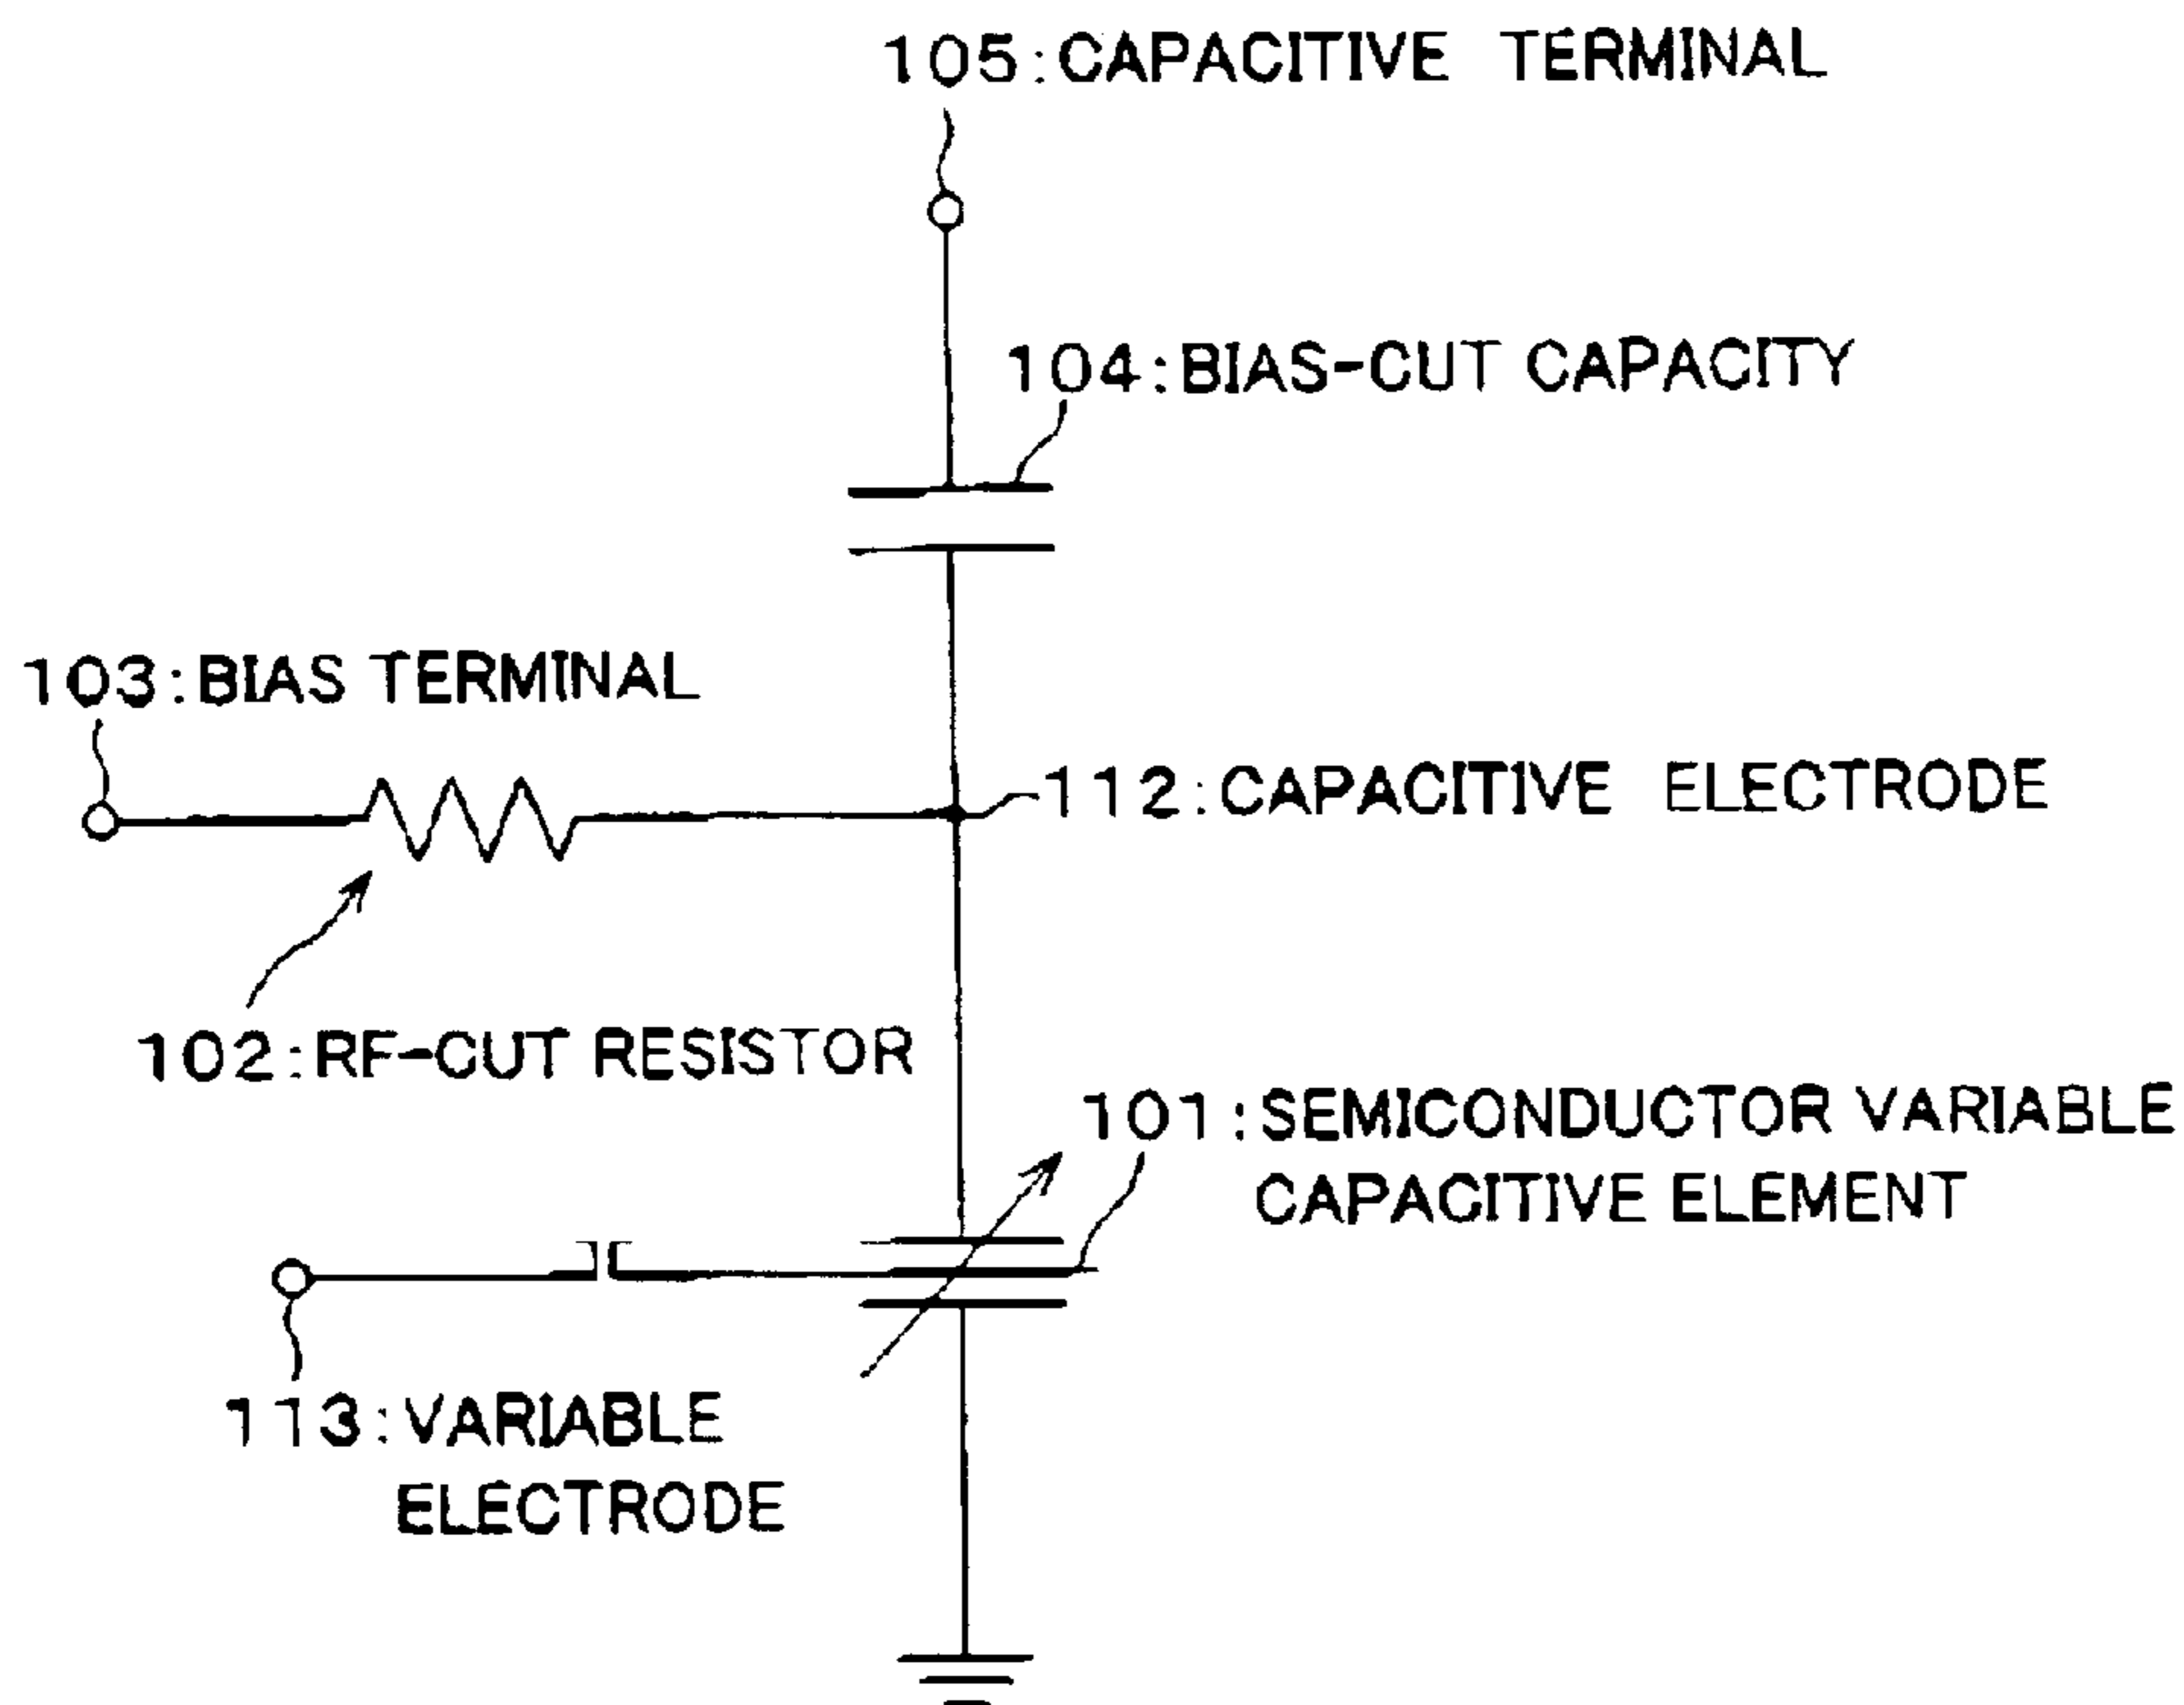 105:CAPACITIVE TERMINAL
104:BIAS-CUT CAPACITY
103:BIAS TERMINAL
112:CAPACITIVE ELECTRODE
102:RF-CUT RESISTOR
101:SEMICONDUCTOR VARIABLE
CAPACITIVE ELEMENT
113:VARIABLE
ELECTRODE